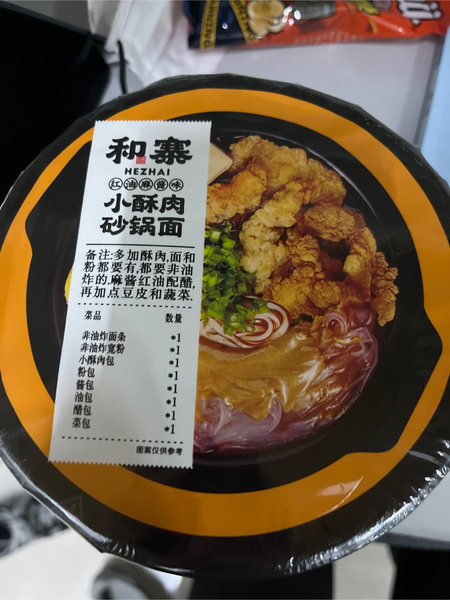 和寨
HEZHAI
红油麻酱味
小酥肉
砂锅面
备注:多加酥肉,面和
粉都要有,都要非油
炸的,麻酱红油配醋,
再加点豆皮和蔬菜.
菜品 数量
非油炸面条 *1
非油炸宽粉 *1
小酥肉包 *1
粉包 *1
酱包 *1
油包 *1
醋包 *1
菜包 *1
图案仅供参考